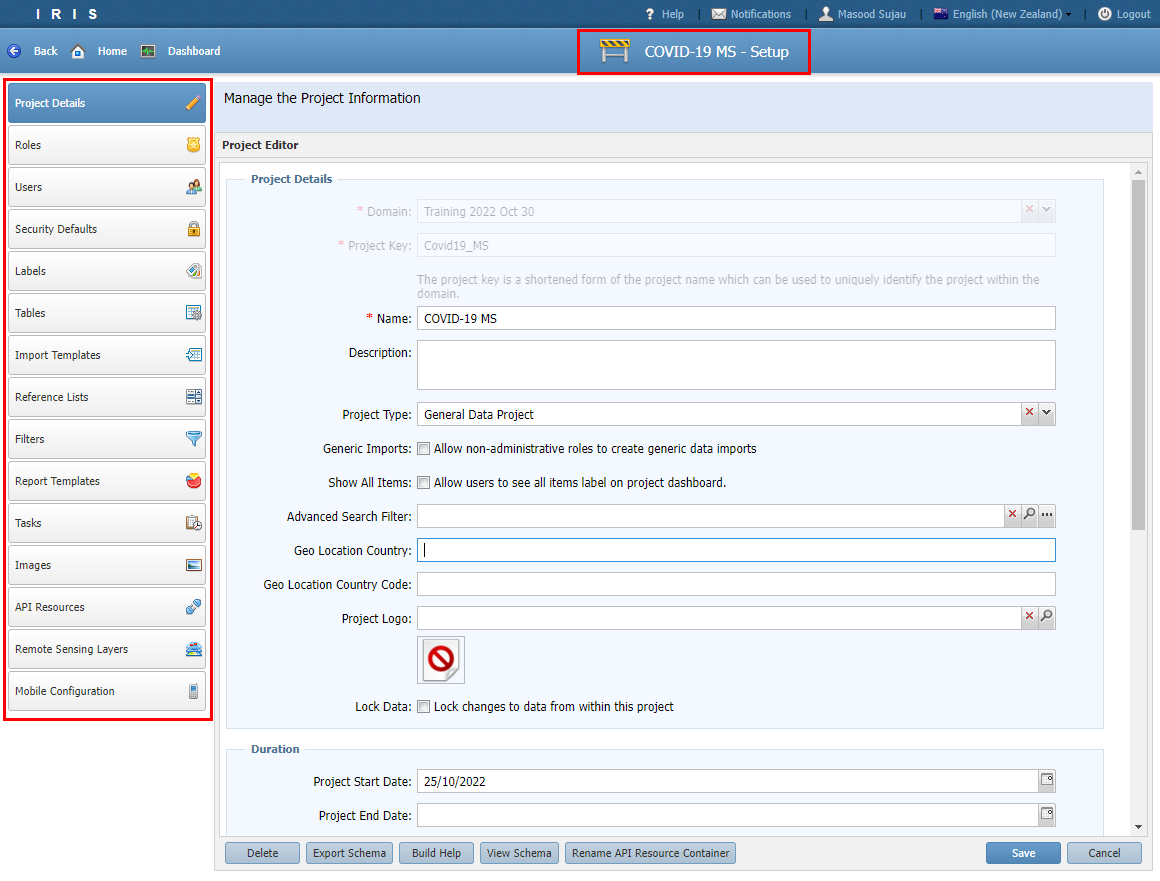 I R I S
? Help
Notifications
Masood Sujau
English (New Zealand)
Logout
Back
Home
Dashboard
COVID-19 MS - Setup
Project Details
Roles
Users
Security Defaults
Labels
Tables
Import Templates
Reference Lists
Filters
Report Templates
Tasks
Images
API Resources
Remote Sensing Layers
Mobile Configuration
Manage the Project Information
Project Editor
Project Details
* Domain: Training 2022 Oct 30
* Project Key: Covid19_MS
The project key is a shortened form of the project name which can be used to uniquely identify the project within the
domain.
* Name: COVID-19 MS
Description:
Project Type: General Data Project
Generic Imports: Allow non-administrative roles to create generic data imports
Show All Items: Allow users to see all items label on project dashboard.
Advanced Search Filter:
Geo Location Country:
Geo Location Country Code:
Project Logo:
Lock Data: Lock changes to data from within this project
Duration
Project Start Date: 25/10/2022
Project End Date:
Delete
Export Schema
Build Help
View Schema
Rename API Resource Container
Save
Cancel